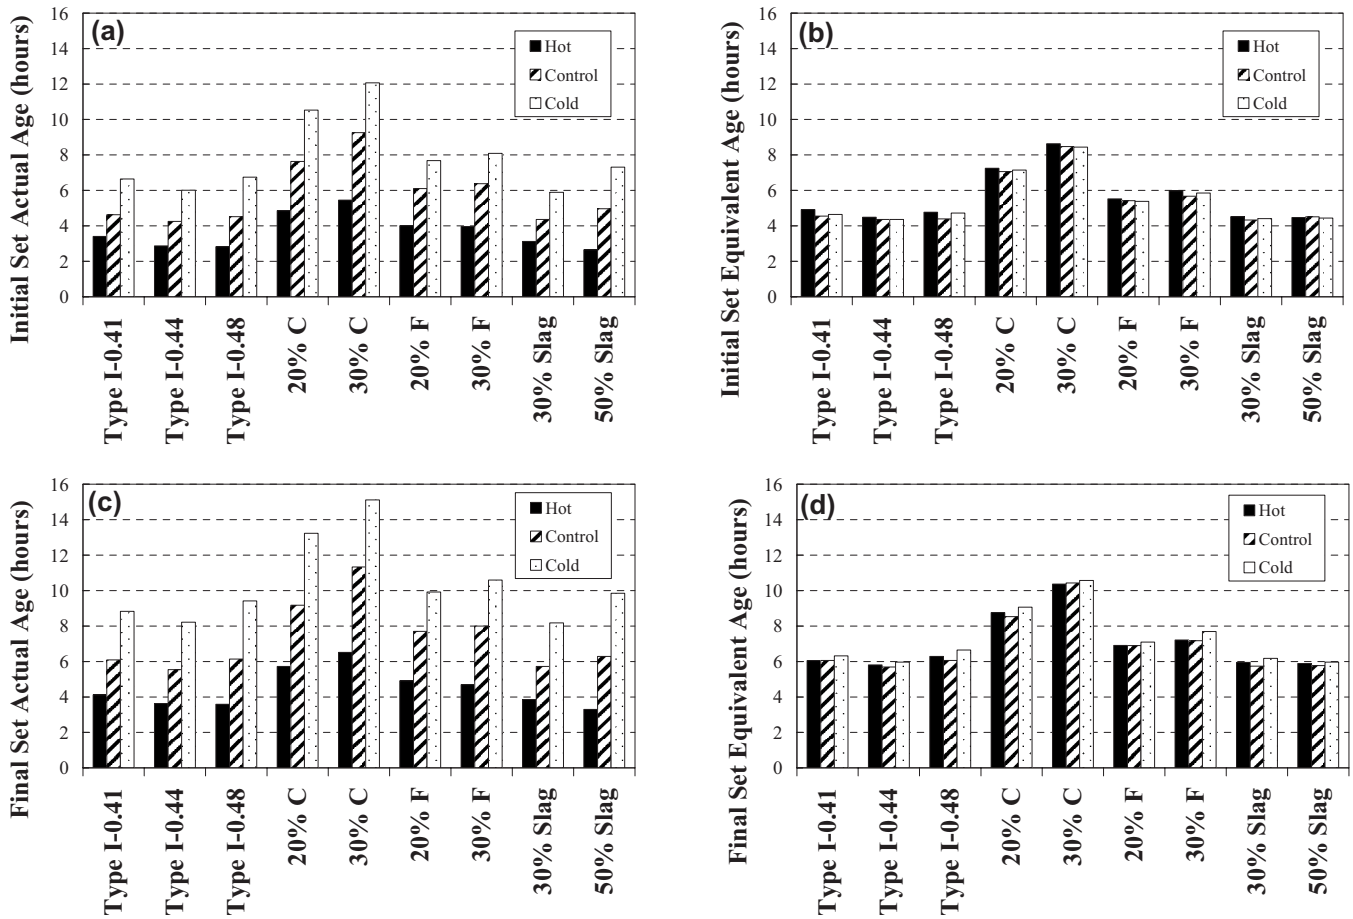 (a)
Initial Set Actual Age (hours)
16
14
12
10
8
6
4
2
0
Hot
Control
Cold
Type I-0.41
Type I-0.44
Type I-0.48
20% C
30% C
20% F
30% F
30% Slag
50% Slag
(b)
Initial Set Equivalent Age (hours)
16
14
12
10
8
6
4
2
0
Hot
Control
Cold
Type I-0.41
Type I-0.44
Type I-0.48
20% C
30% C
20% F
30% F
30% Slag
50% Slag
(c)
Final Set Actual Age (hours)
16
14
12
10
8
6
4
2
0
Hot
Control
Cold
Type I-0.41
Type I-0.44
Type I-0.48
20% C
30% C
20% F
30% F
30% Slag
50% Slag
(d)
Final Set Equivalent Age (hours)
16
14
12
10
8
6
4
2
0
Hot
Control
Cold
Type I-0.41
Type I-0.44
Type I-0.48
20% C
30% C
20% F
30% F
30% Slag
50% Slag